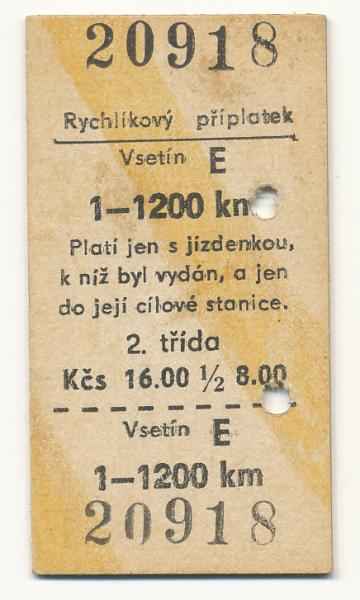 20918
Rychlíkový příplatek
Vsetín E
1—1200 km
Platí jen s jízdenkou,
k níž byl vydán, a jen
do její cílové stanice.
2. třída
Kčs 16.00 ½ 8.00
Vsetín E
1—1200 km
20918